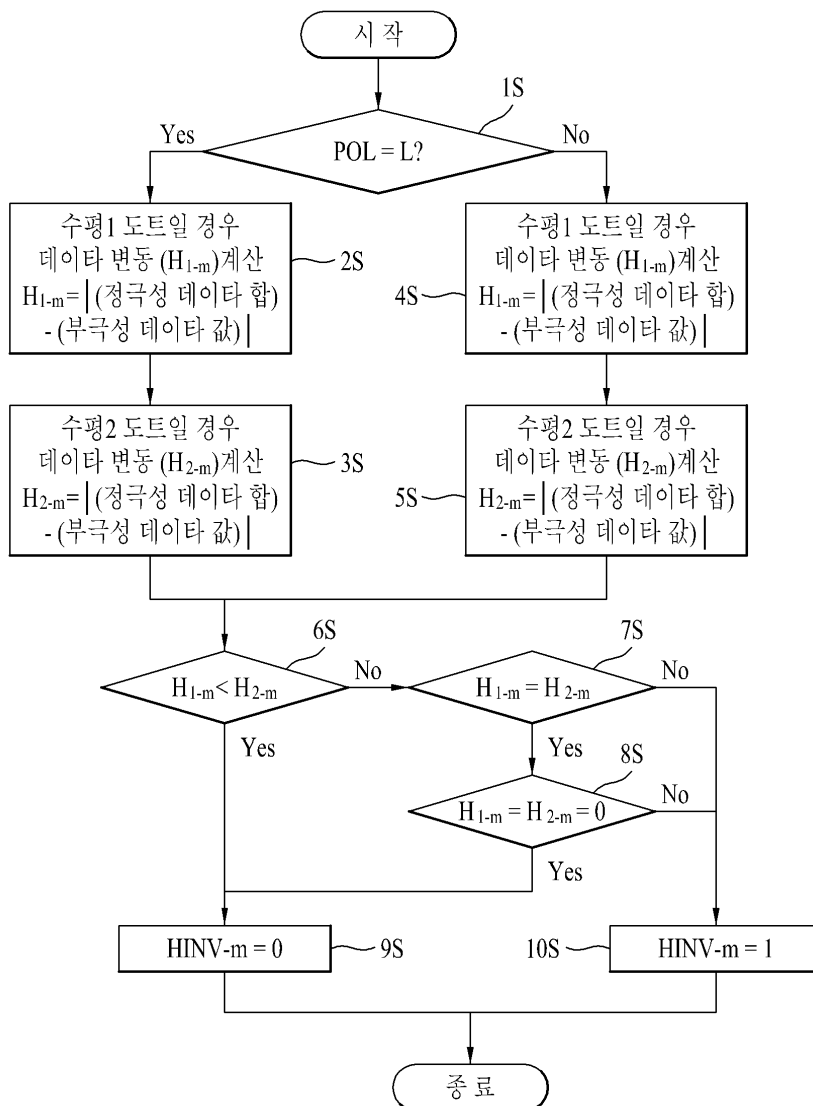 시 작
1S
Yes
POL = L?
No
수평1 도트일 경우
데이타 변동 (H1-m)계산
H1-m=|(정극성 데이타 합)
- (부극성 데이타 값)|
2S
수평1 도트일 경우
데이타 변동 (H1-m)계산
H1-m=|(정극성 데이타 합)
- (부극성 데이타 값)|
4S
수평2 도트일 경우
데이타 변동 (H2-m)계산
H2-m=|(정극성 데이타 합)
- (부극성 데이타 값)|
3S
수평2 도트일 경우
데이타 변동 (H2-m)계산
H2-m=|(정극성 데이타 합)
- (부극성 데이타 값)|
5S
6S
H1-m< H2-m
No
Yes
7S
H1-m = H2-m
No
Yes
8S
H1-m = H2-m = 0
No
Yes
HINV-m = 0
9S
10S
HINV-m = 1
종 료